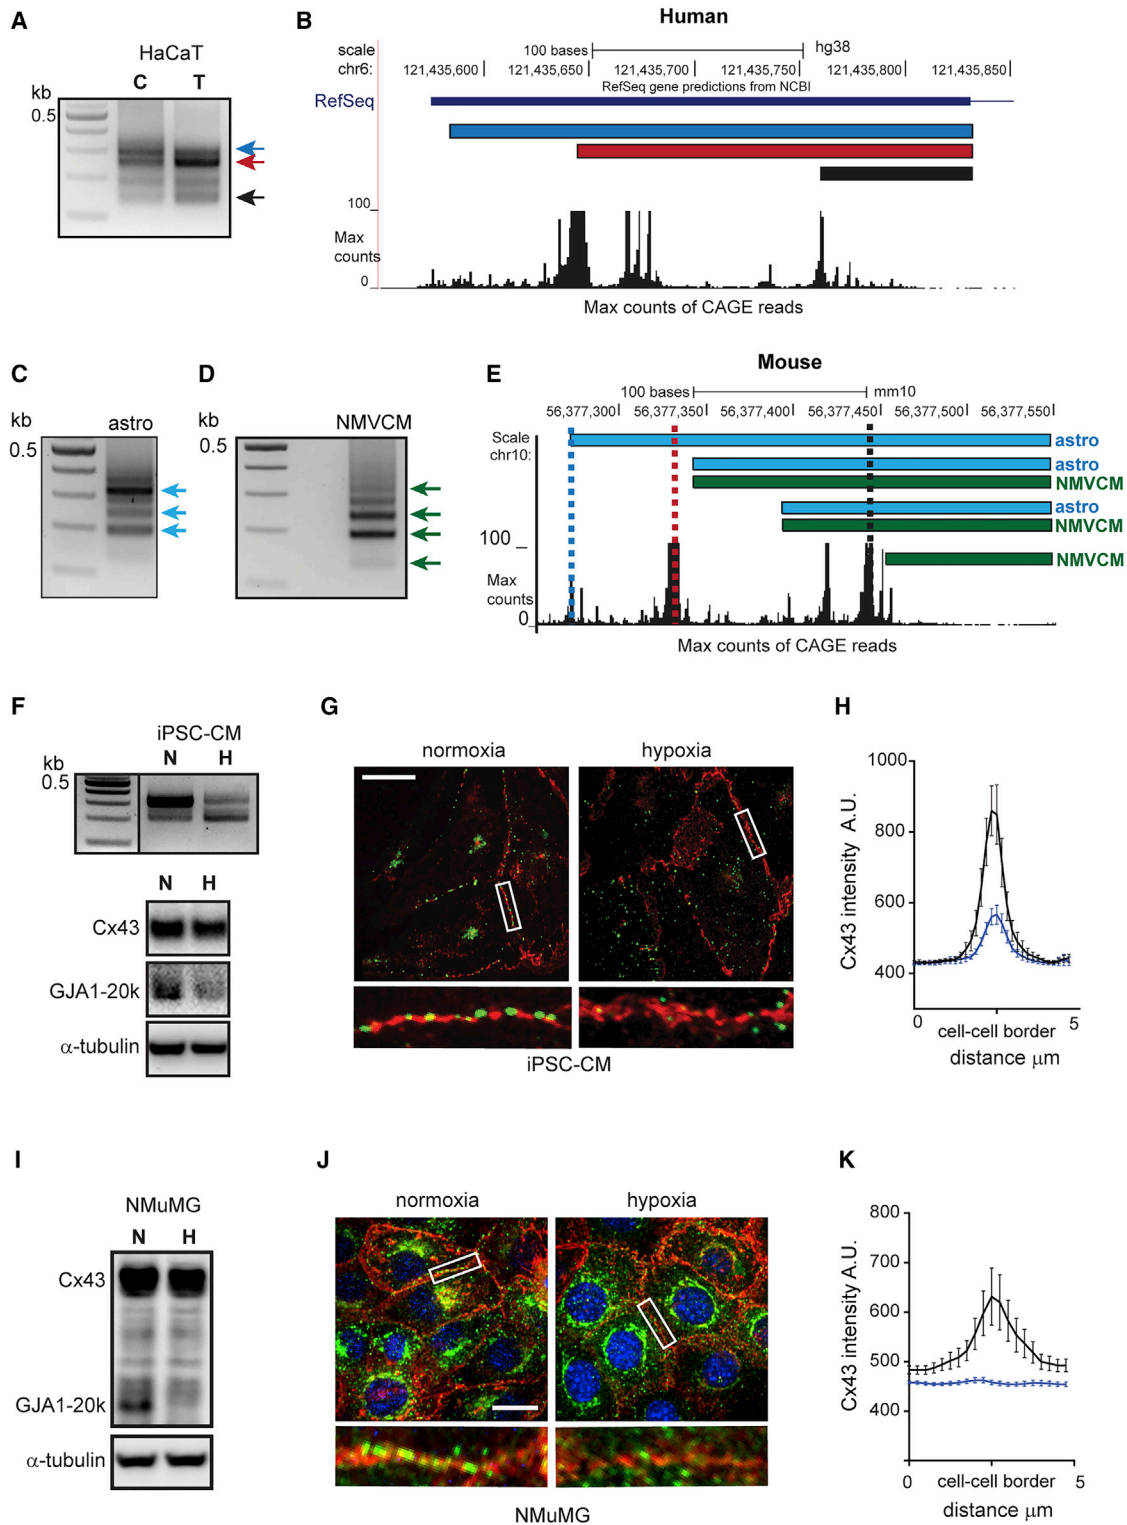 A
HaCaT
C T
kb
0.5
B
Human
scale
100 bases
hg38
chr6:
121,435,600 121,435,650 121,435,700 121,435,750 121,435,800 121,435,850
RefSeq gene predictions from NCBI
RefSeq
100
Max
counts
0
Max counts of CAGE reads
C
kb
astro
0.5
D
kb
NMVCM
0.5
E
Mouse
100 bases
mm10
56,377,300 56,377,350 56,377,400 56,377,450 56,377,500 56,377,550
Scale
chr10:
astro
astro
NMVCM
astro
NMVCM
NMVCM
100
Max
counts
0
Max counts of CAGE reads
F
iPSC-CM
kb
N H
0.5
N H
Cx43
GJA1-20k
α-tubulin
G
normoxia hypoxia
iPSC-CM
H
1000
800
600
400
Cx43 intensity A.U.
0 cell-cell border 5
distance μm
I
NMuMG
N H
Cx43
GJA1-20k
α-tubulin
J
normoxia hypoxia
NMuMG
K
800
700
600
500
400
Cx43 intensity A.U.
0 cell-cell border 5
distance μm